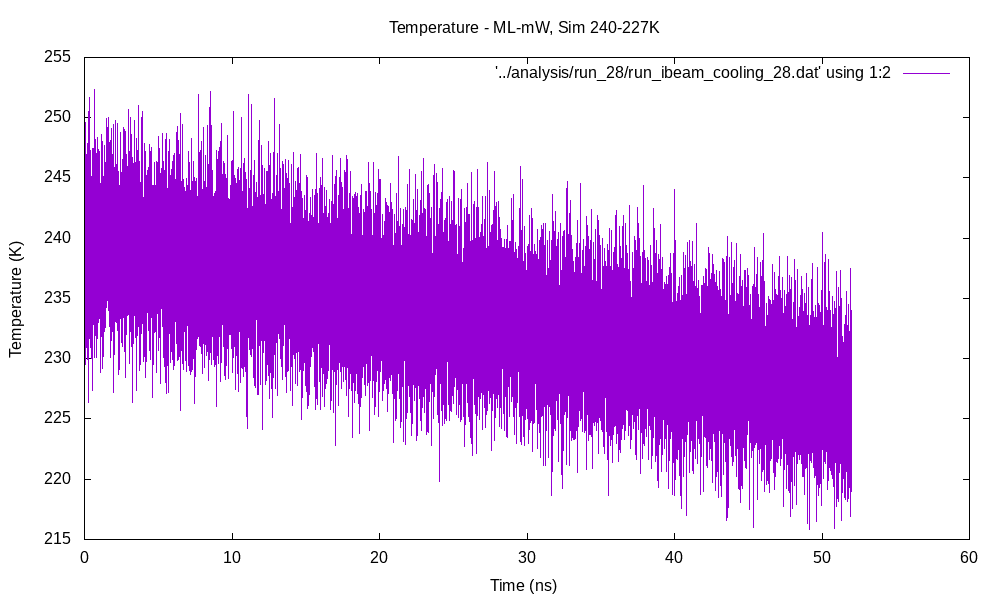 Temperature - ML-mW, Sim 240-227K
'../analysis/run_28/run_ibeam_cooling_28.dat' using 1:2
Temperature (K)
255
250
245
240
235
230
225
220
215
0 10 20 30 40 50 60
Time (ns)